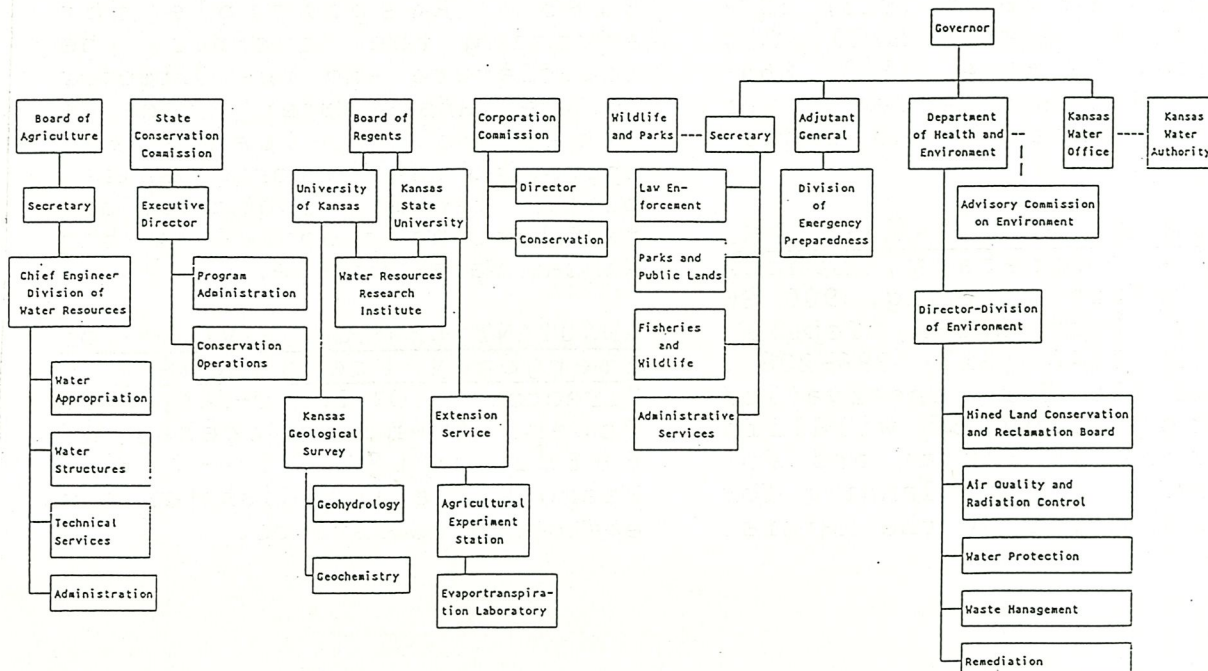 Governor
Board of
Agriculture
State
Conservation
Commission
Board of
Regents
Corporation
Commission
Wildlife
and Parks
Secretary
Adjutant
General
Department
of Health and
Environment
Kansas
Water
Office
Kansas
Water
Authority
Secretary
Executive
Director
University
of Kansas
Kansas
State
University
Director
Conservation
Law En-
forcement
Division
of
Emergency
Preparedness
Advisory Commission
on Environment
Chief Engineer
Division of
Water Resources
Program
Administration
Conservation
Operations
Water Resources
Research
Institute
Parks and
Public Lands
Fisheries
and
Wildlife
Administrative
Services
Director-Division
of Environment
Water
Appropriation
Water
Structures
Technical
Services
Administration
Kansas
Geological
Survey
Geohydrology
Geochemistry
Extension
Service
Agricultural
Experiment
Station
Evaportranspira-
tion Laboratory
Mined Land Conservation
and Reclamation Board
Air Quality and
Radiation Control
Water Protection
Waste Management
Remediation